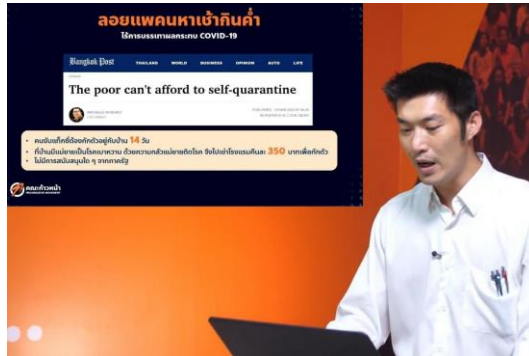 ลอยแพคนหาเช้ากินค่ำ
ไร้การบรรเทาผลกระทบ COVID-19
Bangkok Post THAILAND WORLD BUSINESS OPINION AUTO LIFE
The poor can't afford to self-quarantine
• คนขับแท็กซี่ต้องกักตัวอยู่กับบ้าน 14 วัน
• ที่บ้านมีแม่ยายเป็นโรคเบาหวาน ด้วยความกลัวแม่ยายติดโรค จึงไปเช่าโรงแรมคืนละ 350 บาทเพื่อกักตัว
• ไม่มีการสนับสนุนใด ๆ จากภาครัฐ
คณะก้าวหน้า
PROGRESSIVE MOVEMENT